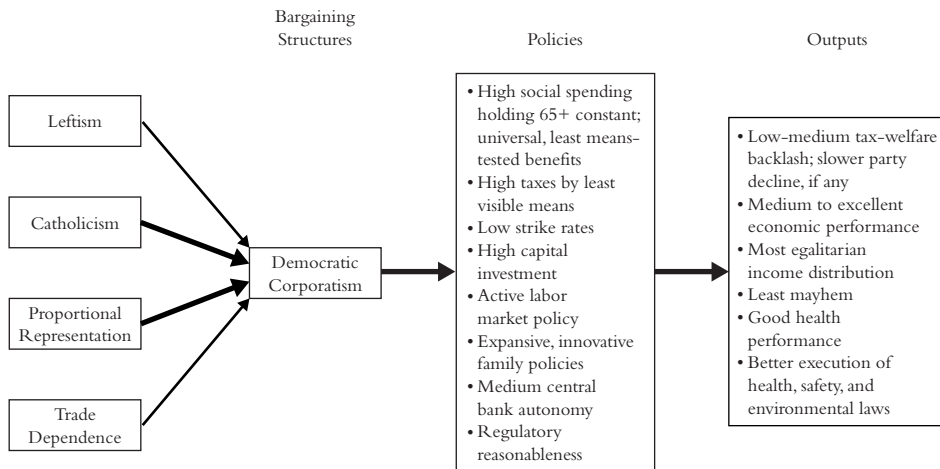 Bargaining
Structures
Policies
Outputs
Leftism
Catholicism
Proportional
Representation
Trade
Dependence
Democratic
Corporatism
• High social spending
holding 65+ constant;
universal, least means-
tested benefits
• High taxes by least
visible means
• Low strike rates
• High capital
investment
• Active labor
market policy
• Expansive, innovative
family policies
• Medium central
bank autonomy
• Regulatory
reasonableness
• Low-medium tax-welfare
backlash; slower party
decline, if any
• Medium to excellent
economic performance
• Most egalitarian
income distribution
• Least mayhem
• Good health
performance
• Better execution of
health, safety, and
environmental laws